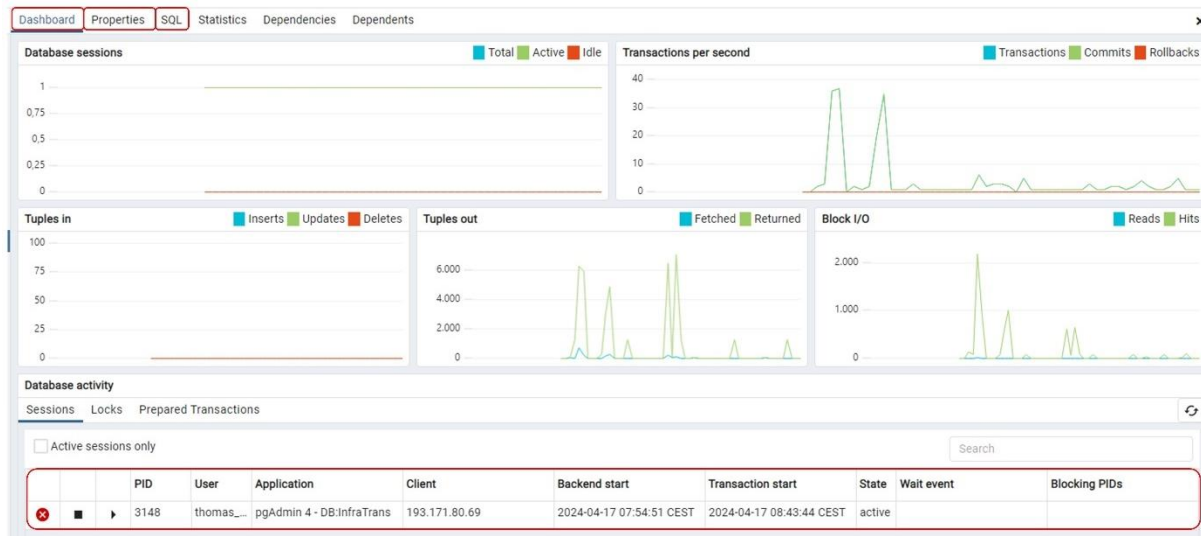 Dashboard Properties SQL Statistics Dependencies Dependents
Database sessions Total Active Idle
1
0,75
0,5
0,25
0
Transactions per second Transactions Commits Rollbacks
40
30
20
10
0
Tuples in Inserts Updates Deletes
100
75
50
25
0
Tuples out Fetched Returned
6.000
4.000
2.000
0
Block I/O Reads Hits
2.000
1.000
0
Database activity
Sessions Locks Prepared Transactions
Active sessions only Search
PID User Application Client Backend start Transaction start State Wait event Blocking PIDs
3148 thomas_... pgAdmin 4 - DB:InfraTrans 193.171.80.69 2024-04-17 07:54:51 CEST 2024-04-17 08:43:44 CEST active